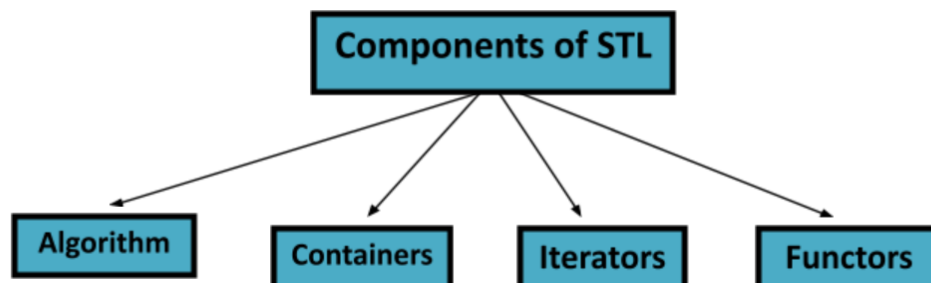 Components of STL
Algorithm
Containers
Iterators
Functors